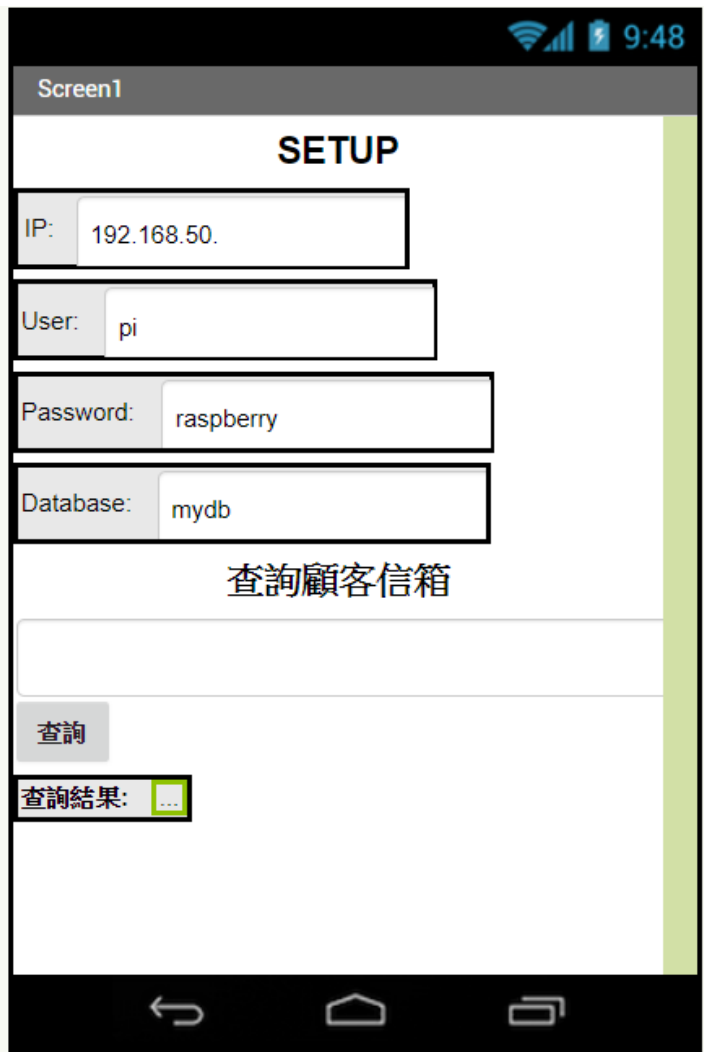 9:48
Screen1
SETUP
IP: 192.168.50.
User: pi
Password: raspberry
Database: mydb
查詢顧客信箱
查詢
查詢結果: ...